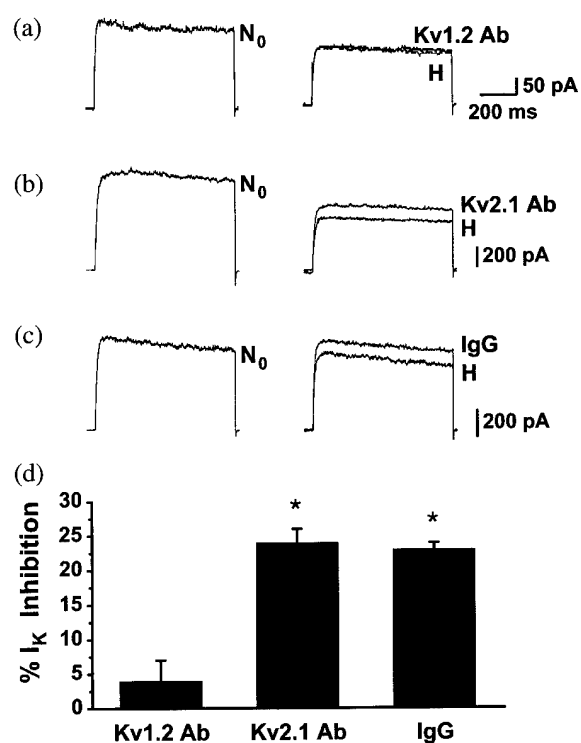 (a)
N₀
Kv1.2 Ab
H
50 pA
200 ms
(b)
N₀
Kv2.1 Ab
H
200 pA
(c)
N₀
IgG
H
200 pA
(d)
% I_K Inhibition
30
25
20
15
10
5
0
*
*
Kv1.2 Ab
Kv2.1 Ab
IgG